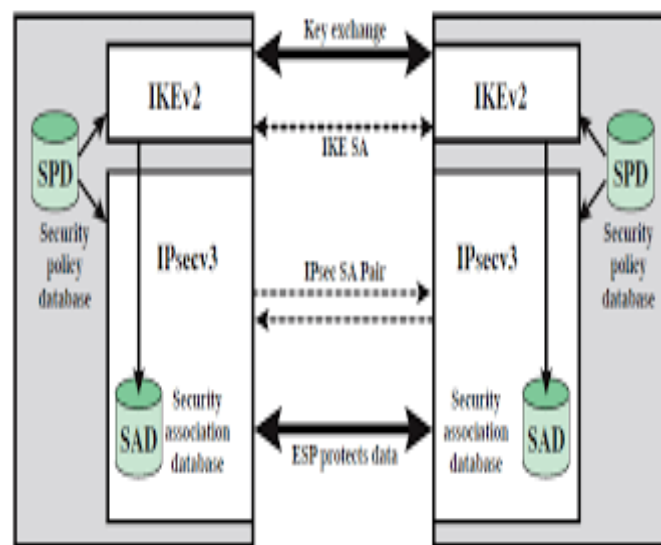 Key exchange
IKEv2
IKEv2
IKE SA
SPD
SPD
Security
policy
database
Security
policy
database
IPsecv3
IPsecv3
IPsec SA Pair
SAD
Security
association
database
SAD
Security
association
database
ESP protects data